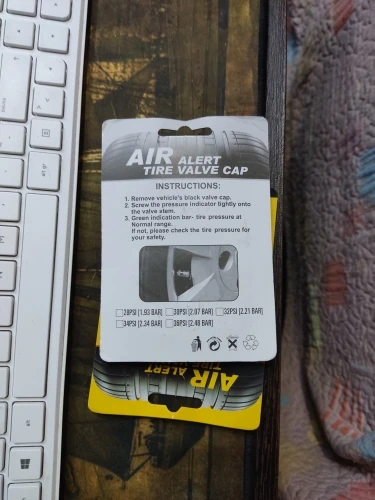 AIR ALERT
TIRE VALVE CAP
INSTRUCTIONS:
1. Remove vehicle's black valve cap.
2. Screw the pressure indicator tightly onto
the valve stem.
3. Green indication bar- tire pressure at
Normal range.
If not, please check the tire pressure for
your safety.
28PSI [1.93 BAR] 30PSI [2.07 BAR] 32PSI [2.21 BAR]
34PSI [2.34 BAR] 36PSI [2.48 BAR]
AIR ALERT
TIRE